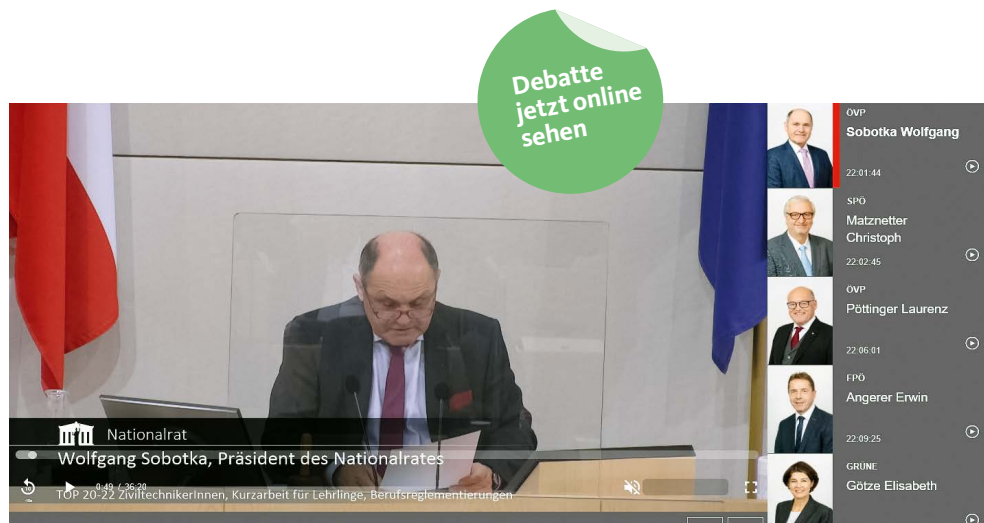 Debatte
jetzt online
sehen
ÖVP
Sobotka Wolfgang
22:01:44
SPÖ
Matznetter
Christoph
22:02:45
ÖVP
Pöttinger Laurenz
22:06:01
FPÖ
Angerer Erwin
22:09:25
GRÜNE
Götze Elisabeth
Nationalrat
Wolfgang Sobotka, Präsident des Nationalrates
0:49 / 36:20
TOP 20-22 ZiviltechnikerInnen, Kurzarbeit für Lehrlinge, Berufsreglementierungen